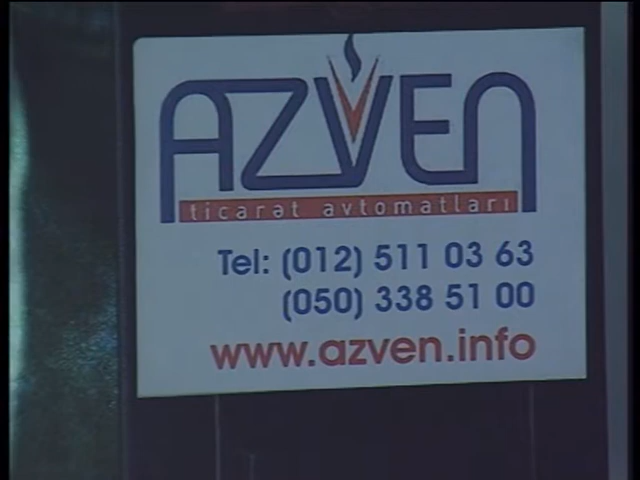 AZVEN
ticarət avtomatları
Tel: (012) 511 03 63
(050) 338 51 00
www.azven.info